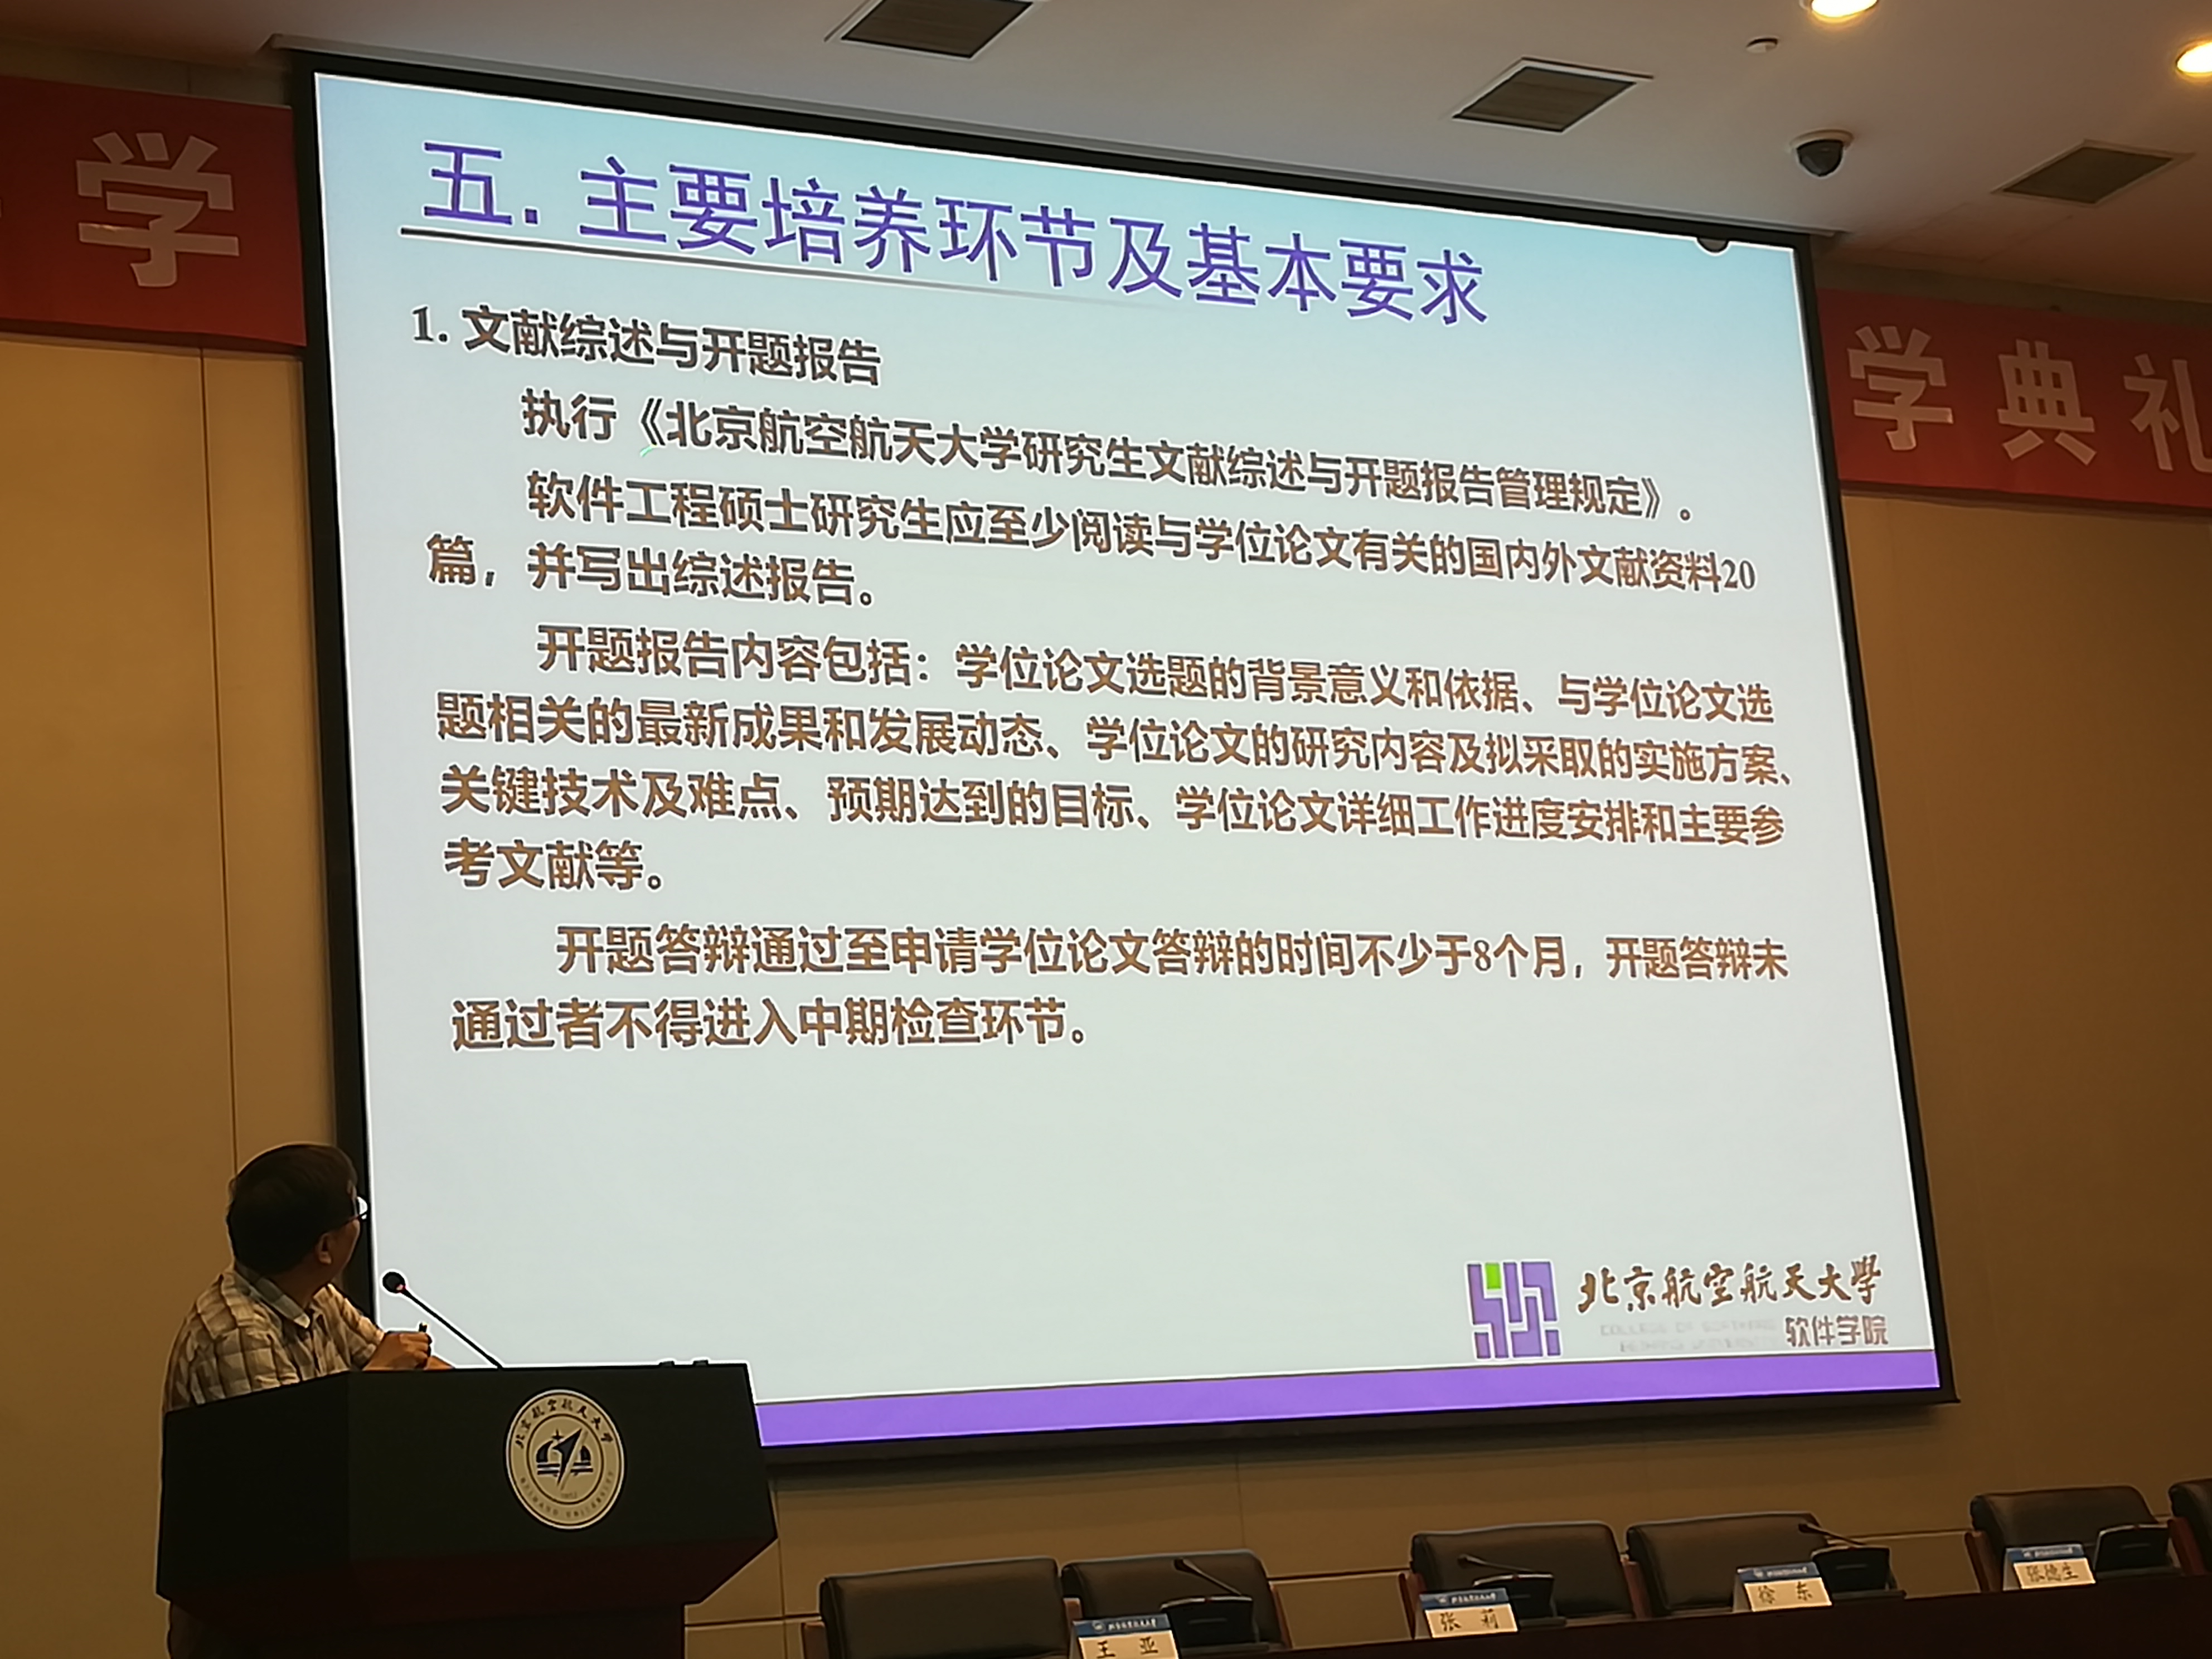 学
学典礼
五. 主要培养环节及基本要求
1. 文献综述与开题报告
执行《北京航空航天大学研究生文献综述与开题报告管理规定》。
软件工程硕士研究生应至少阅读与学位论文有关的国内外文献资料20
篇，并写出综述报告。
开题报告内容包括：学位论文选题的背景意义和依据、与学位论文选
题相关的最新成果和发展动态、学位论文的研究内容及拟采取的实施方案、
关键技术及难点、预期达到的目标、学位论文详细工作进度安排和主要参
考文献等。
开题答辩通过至申请学位论文答辩的时间不少于8个月，开题答辩未
通过者不得进入中期检查环节。
北京航空航天大學
软件学院
北京航空航天大学
王 亚
张 莉
徐 东
张德生